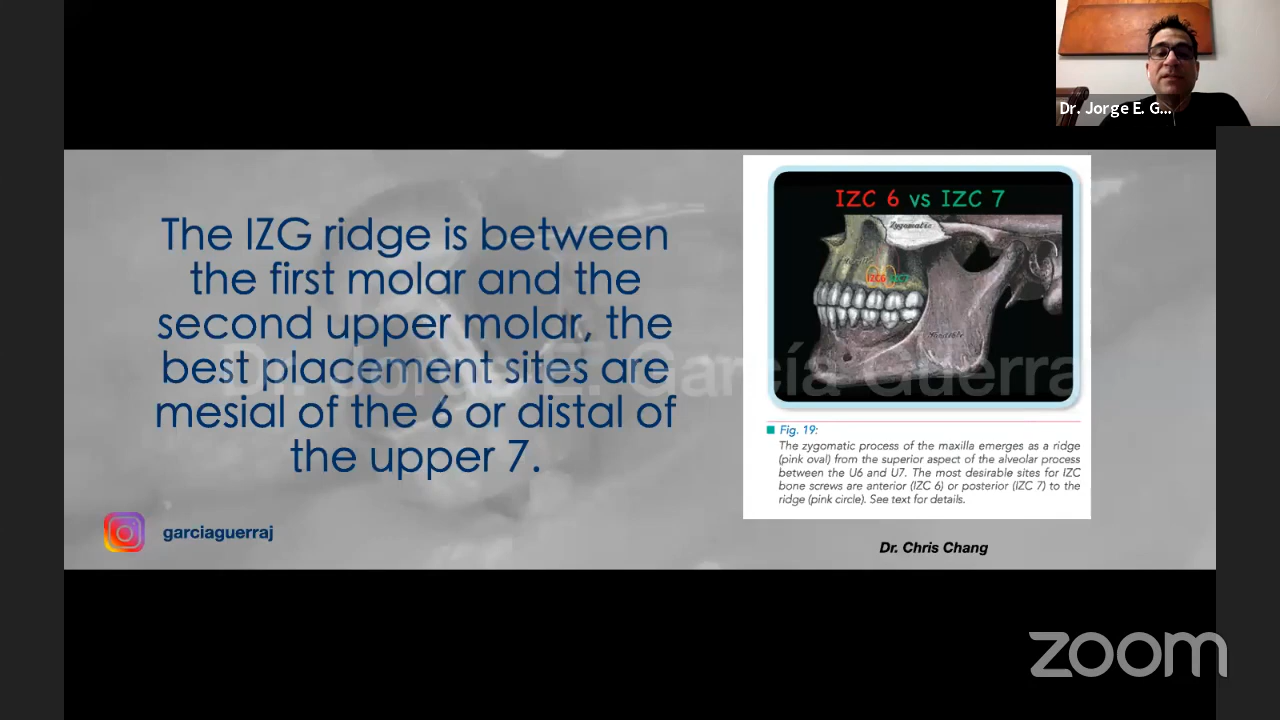 Dr. Jorge E. G...
The IZG ridge is between
the first molar and the
second upper molar, the
best placement sites are
mesial of the 6 or distal of
the upper 7.
garciaguerraj
IZC 6 vs IZC 7
Zygomatic
IZC6
Dr. Jorge E. García Guerra
Fig. 19:
The zygomatic process of the maxilla emerges as a ridge
(pink oval) from the superior aspect of the alveolar process
between the U6 and U7. The most desirable sites for IZC
bone screws are anterior (IZC 6) or posterior (IZC 7) to the
ridge (pink circle). See text for details.
Dr. Chris Chang
zoom